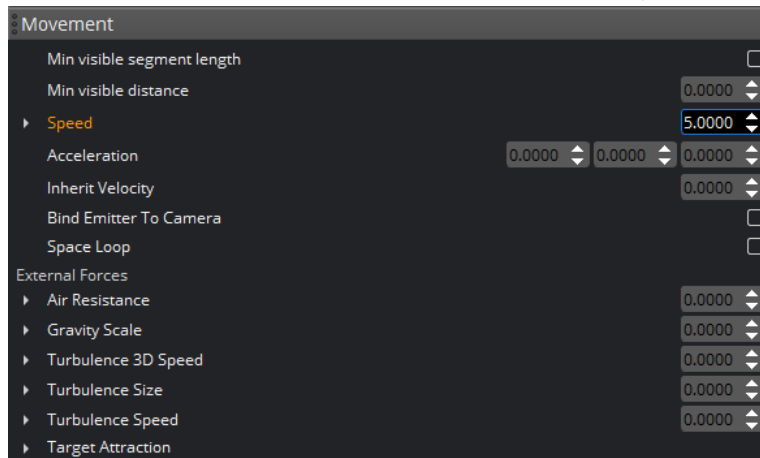 Movement
Min visible segment length
Min visible distance 0.0000
Speed 5.0000
Acceleration 0.0000 0.0000 0.0000
Inherit Velocity 0.0000
Bind Emitter To Camera
Space Loop
External Forces
Air Resistance 0.0000
Gravity Scale 0.0000
Turbulence 3D Speed 0.0000
Turbulence Size 0.0000
Turbulence Speed 0.0000
Target Attraction